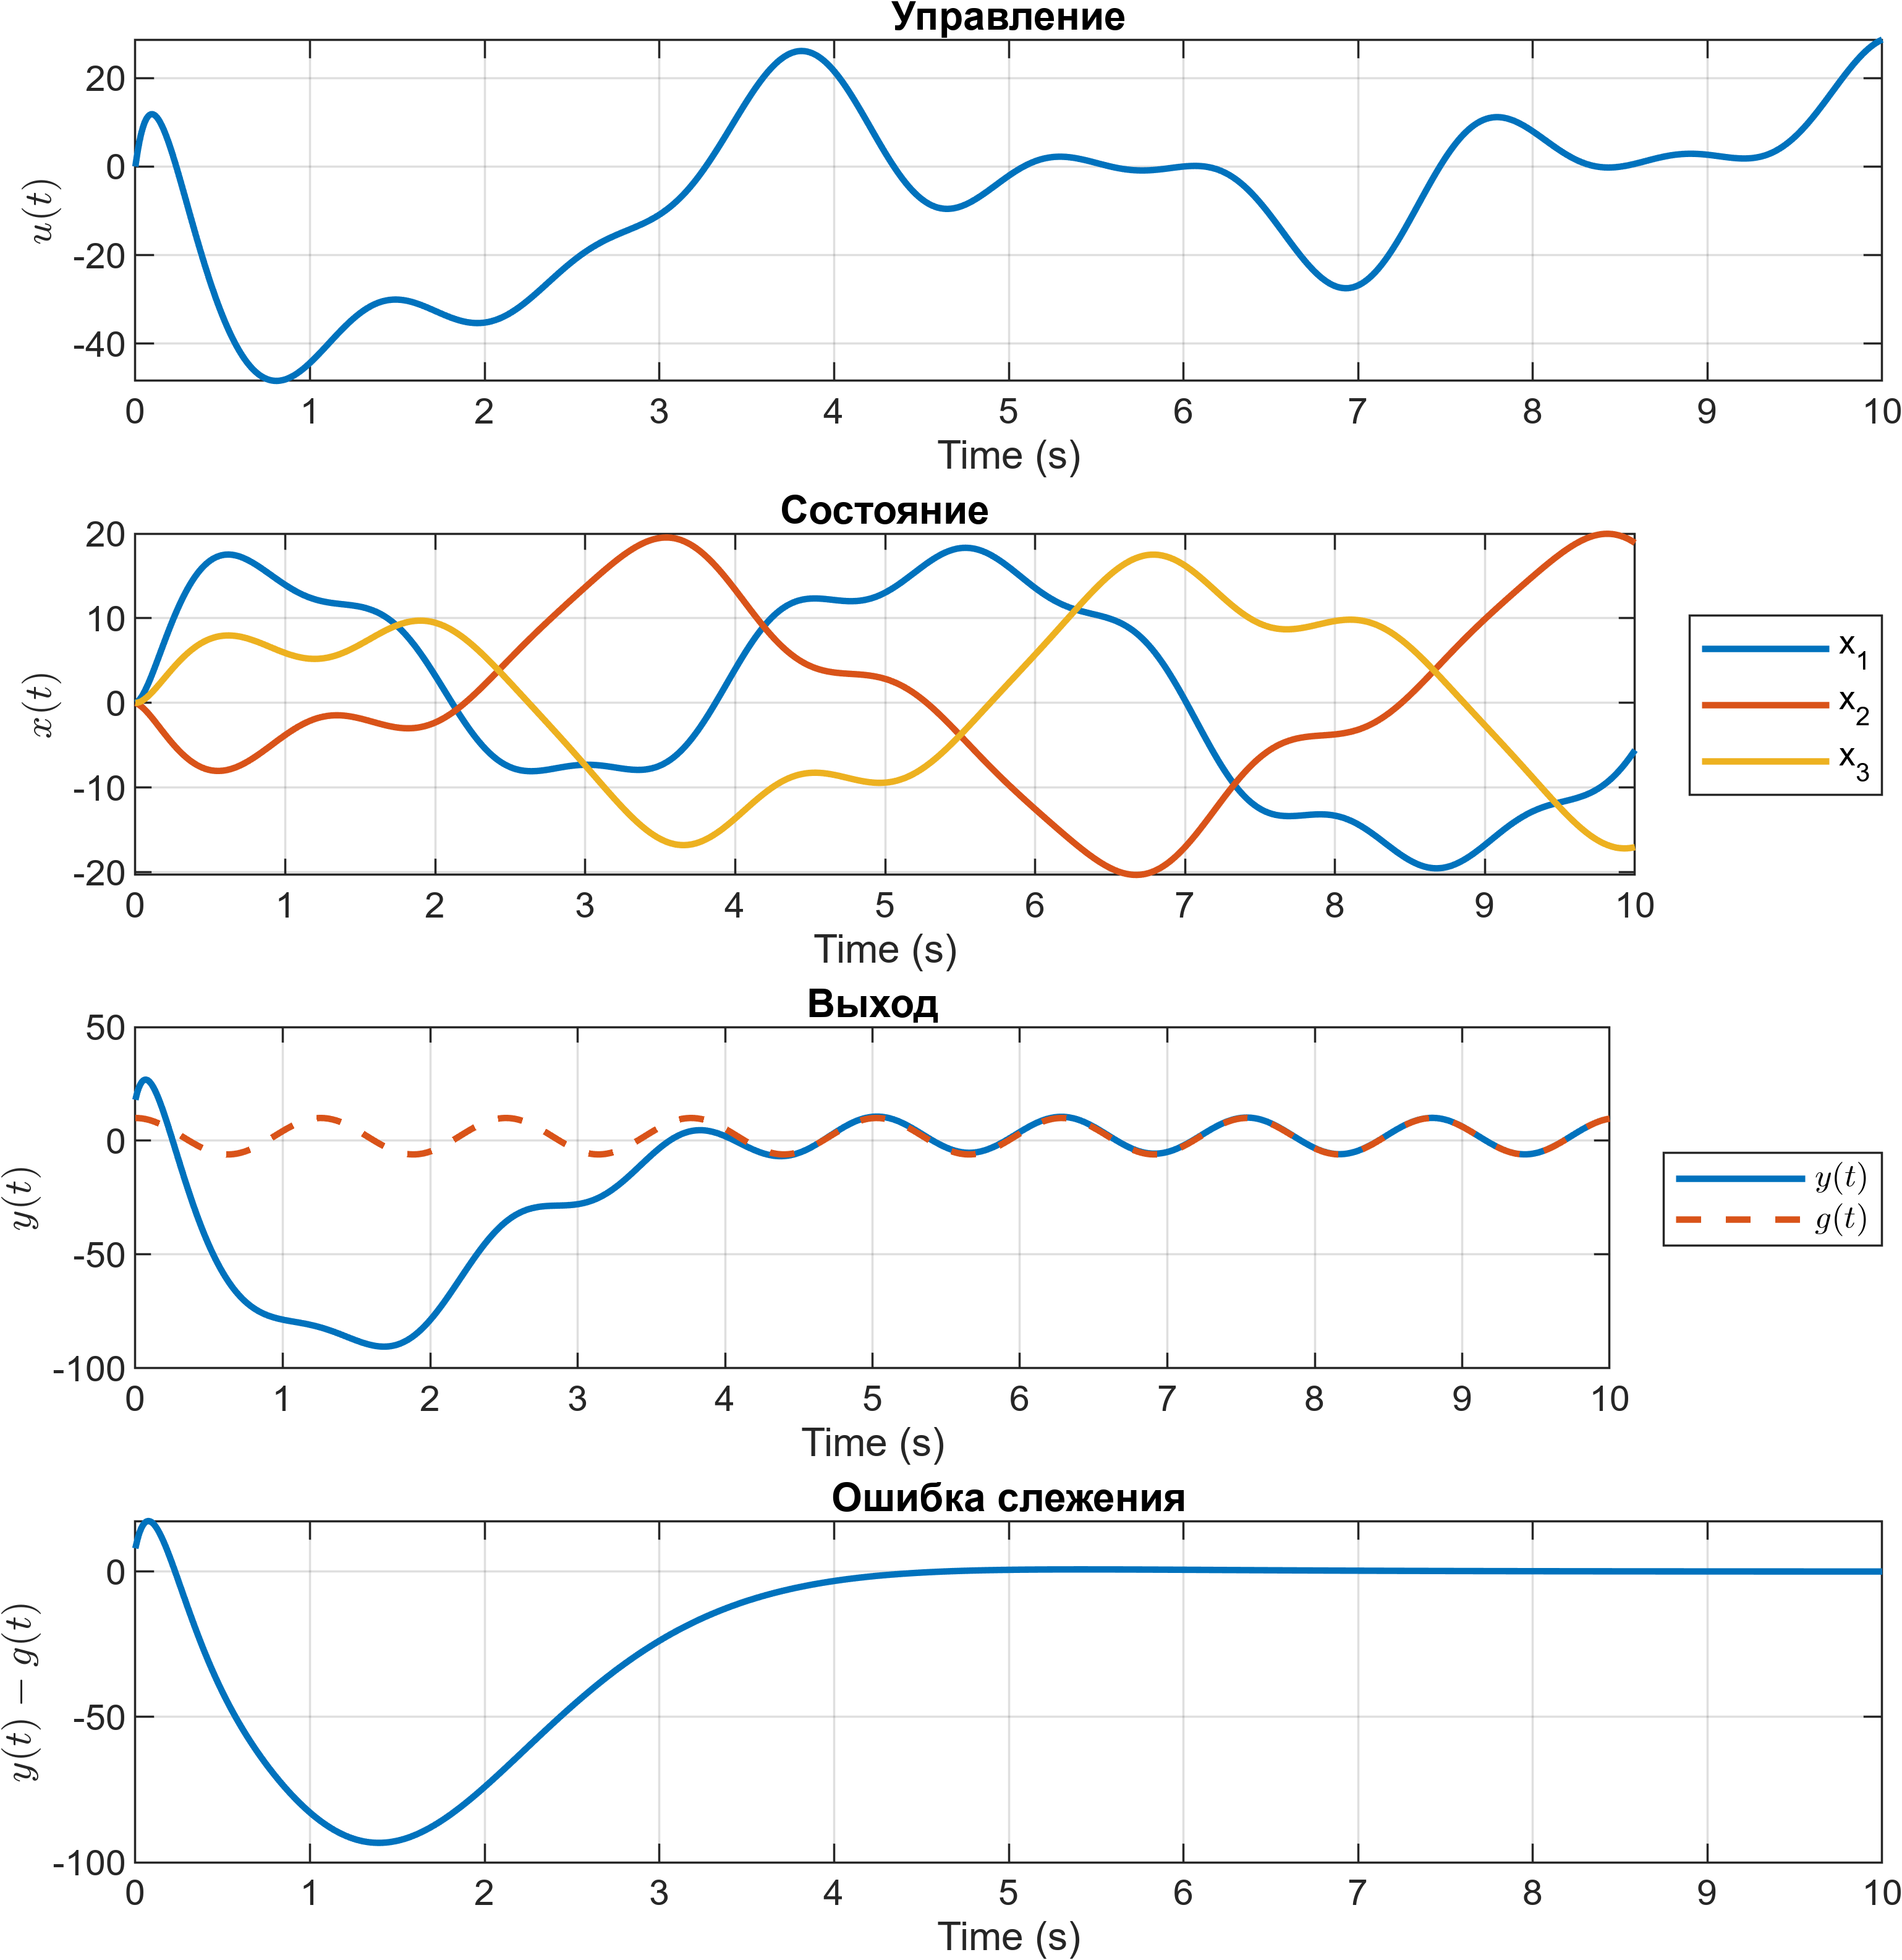 Управление
20
0
-20
-40
u(t)
0 1 2 3 4 5 6 7 8 9 10
Time (s)
Состояние
20
10
0
-10
-20
x(t)
0 1 2 3 4 5 6 7 8 9 10
Time (s)
x1
x2
x3
Выход
50
0
-50
-100
y(t)
0 1 2 3 4 5 6 7 8 9 10
Time (s)
y(t)
g(t)
Ошибка слежения
0
-50
-100
y(t) − g(t)
0 1 2 3 4 5 6 7 8 9 10
Time (s)